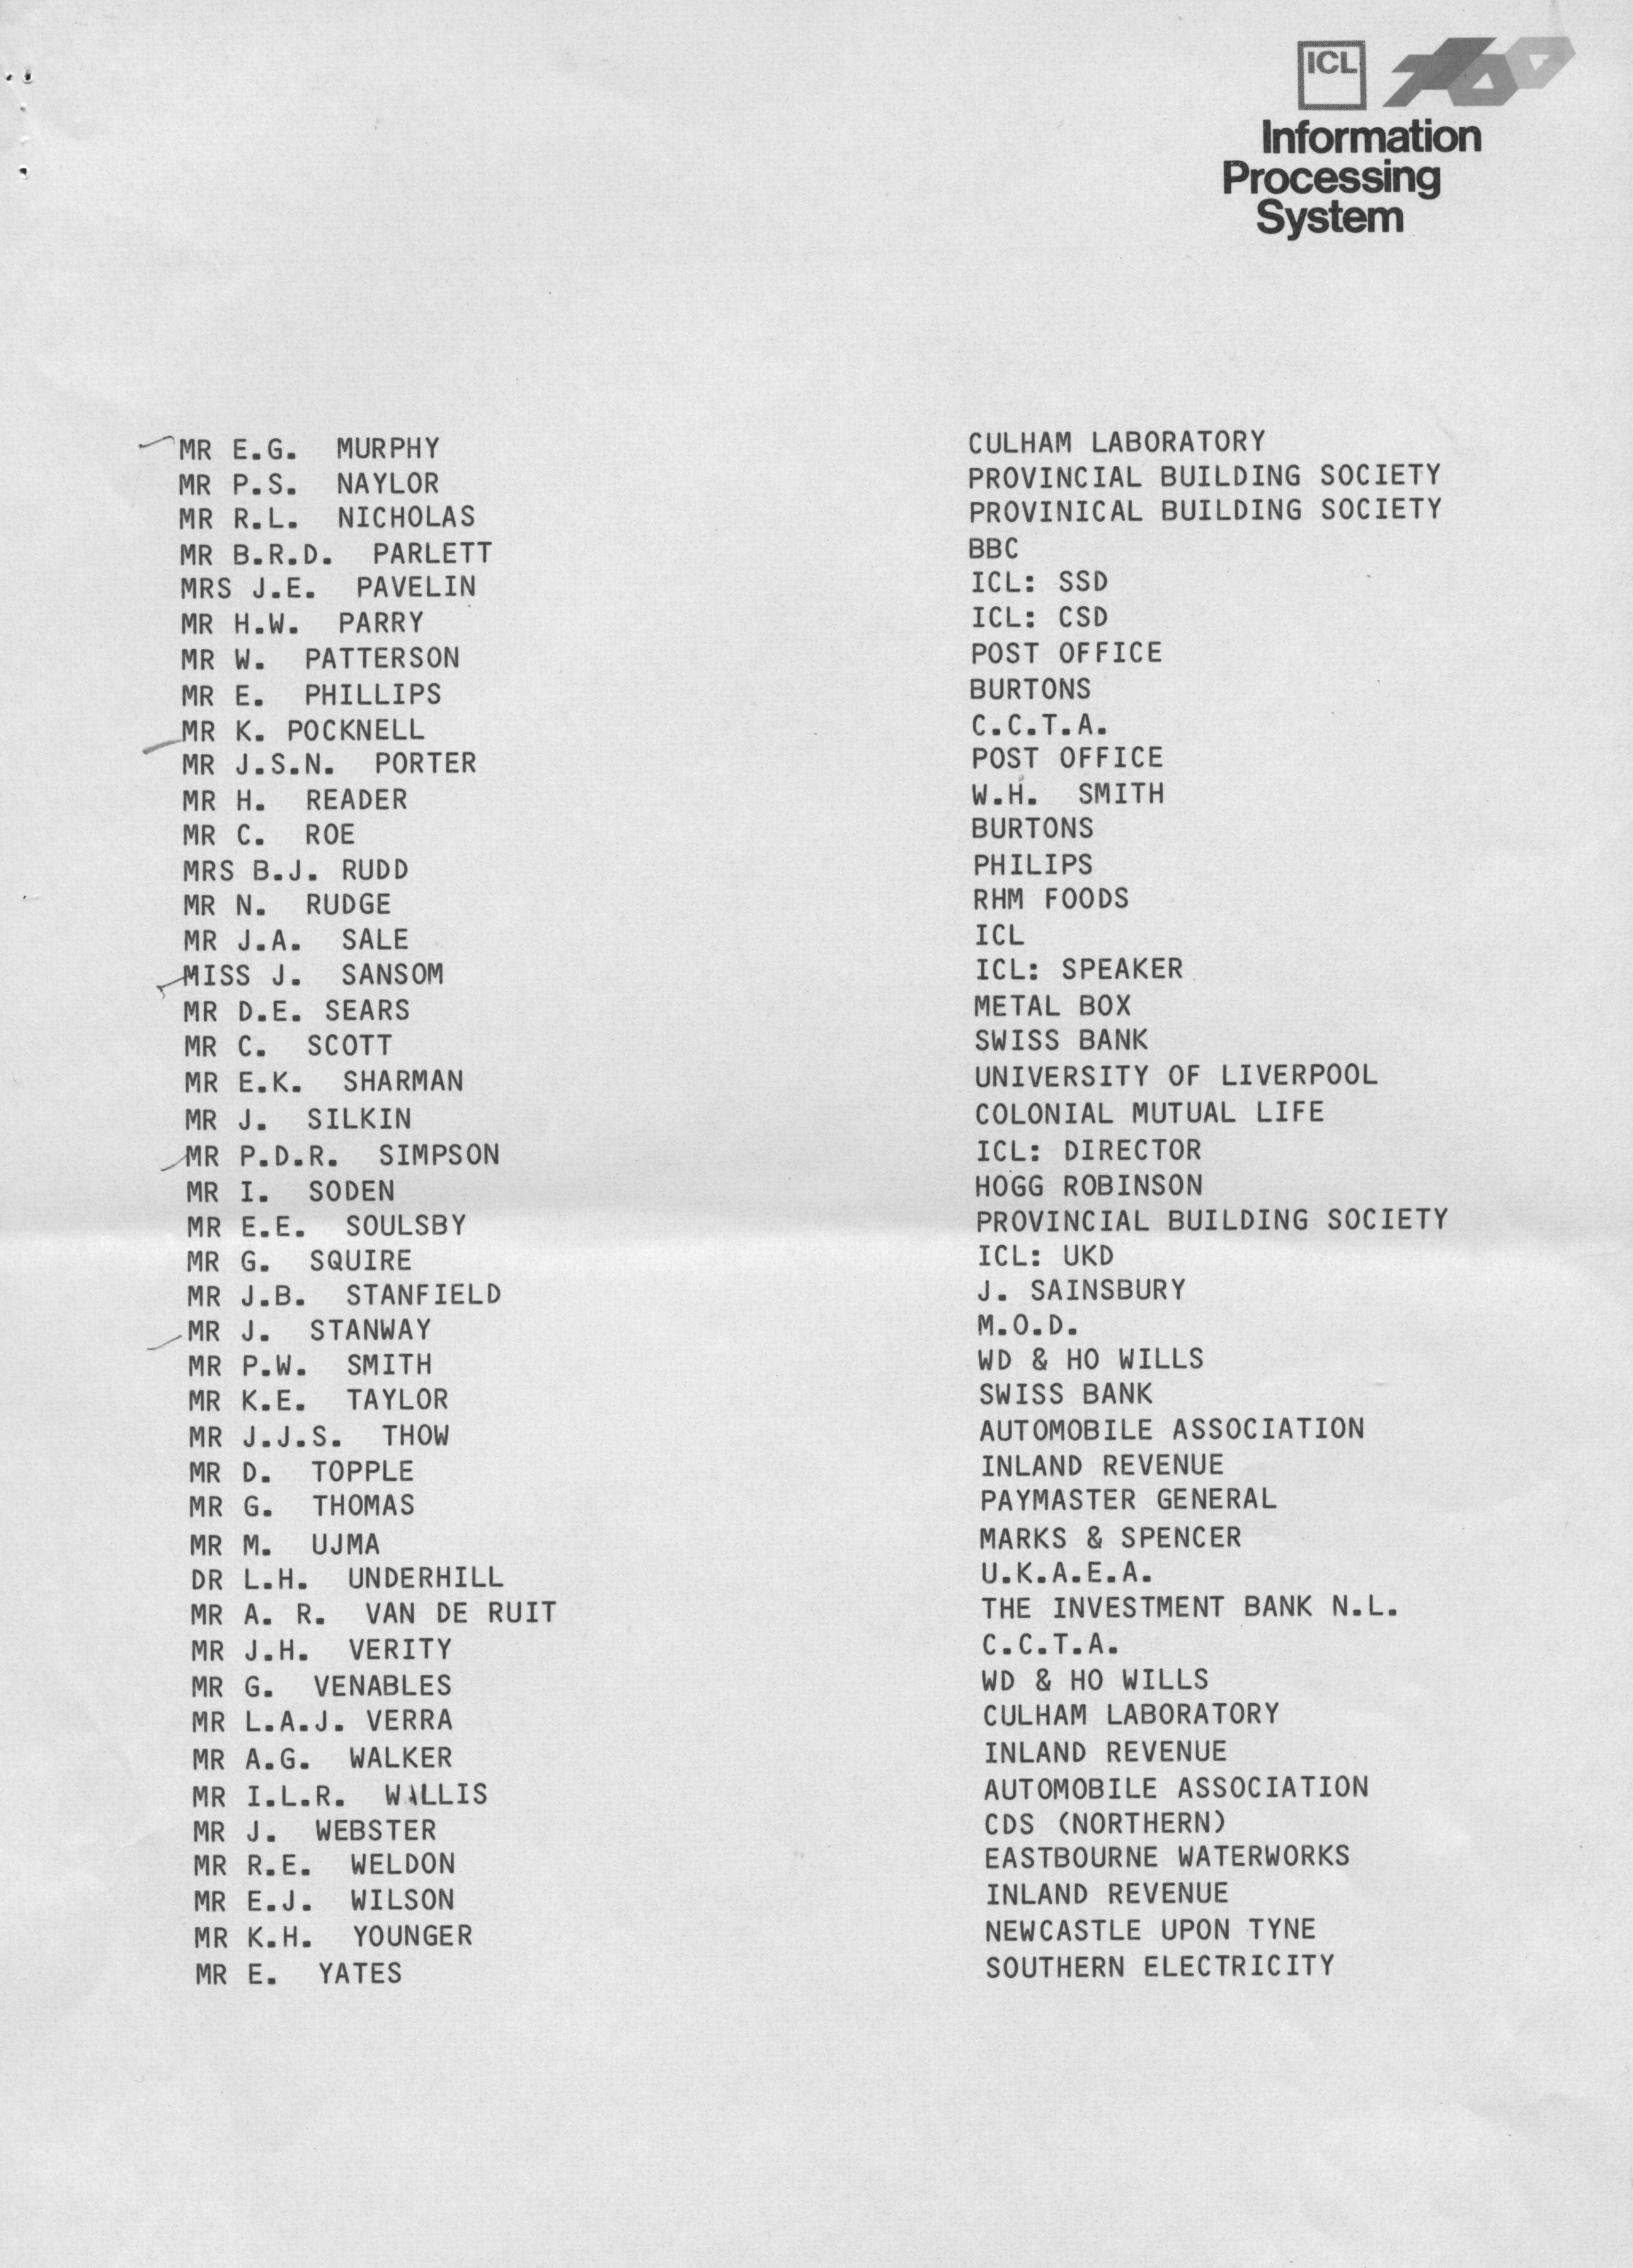 ICL 760
Information
Processing
System
MR E.G. MURPHY CULHAM LABORATORY
MR P.S. NAYLOR PROVINCIAL BUILDING SOCIETY
MR R.L. NICHOLAS PROVINICAL BUILDING SOCIETY
MR B.R.D. PARLETT BBC
MRS J.E. PAVELIN ICL: SSD
MR H.W. PARRY ICL: CSD
MR W. PATTERSON POST OFFICE
MR E. PHILLIPS BURTONS
MR K. POCKNELL C.C.T.A.
MR J.S.N. PORTER POST OFFICE
MR H. READER W.H. SMITH
MR C. ROE BURTONS
MRS B.J. RUDD PHILIPS
MR N. RUDGE RHM FOODS
MR J.A. SALE ICL
MISS J. SANSOM ICL: SPEAKER
MR D.E. SEARS METAL BOX
MR C. SCOTT SWISS BANK
MR E.K. SHARMAN UNIVERSITY OF LIVERPOOL
MR J. SILKIN COLONIAL MUTUAL LIFE
MR P.D.R. SIMPSON ICL: DIRECTOR
MR I. SODEN HOGG ROBINSON
MR E.E. SOULSBY PROVINCIAL BUILDING SOCIETY
MR G. SQUIRE ICL: UKD
MR J.B. STANFIELD J. SAINSBURY
MR J. STANWAY M.O.D.
MR P.W. SMITH WD & HO WILLS
MR K.E. TAYLOR SWISS BANK
MR J.J.S. THOW AUTOMOBILE ASSOCIATION
MR D. TOPPLE INLAND REVENUE
MR G. THOMAS PAYMASTER GENERAL
MR M. UJMA MARKS & SPENCER
DR L.H. UNDERHILL U.K.A.E.A.
MR A. R. VAN DE RUIT THE INVESTMENT BANK N.L.
MR J.H. VERITY C.C.T.A.
MR G. VENABLES WD & HO WILLS
MR L.A.J. VERRA CULHAM LABORATORY
MR A.G. WALKER INLAND REVENUE
MR I.L.R. WALLIS AUTOMOBILE ASSOCIATION
MR J. WEBSTER CDS (NORTHERN)
MR R.E. WELDON EASTBOURNE WATERWORKS
MR E.J. WILSON INLAND REVENUE
MR K.H. YOUNGER NEWCASTLE UPON TYNE
MR E. YATES SOUTHERN ELECTRICITY